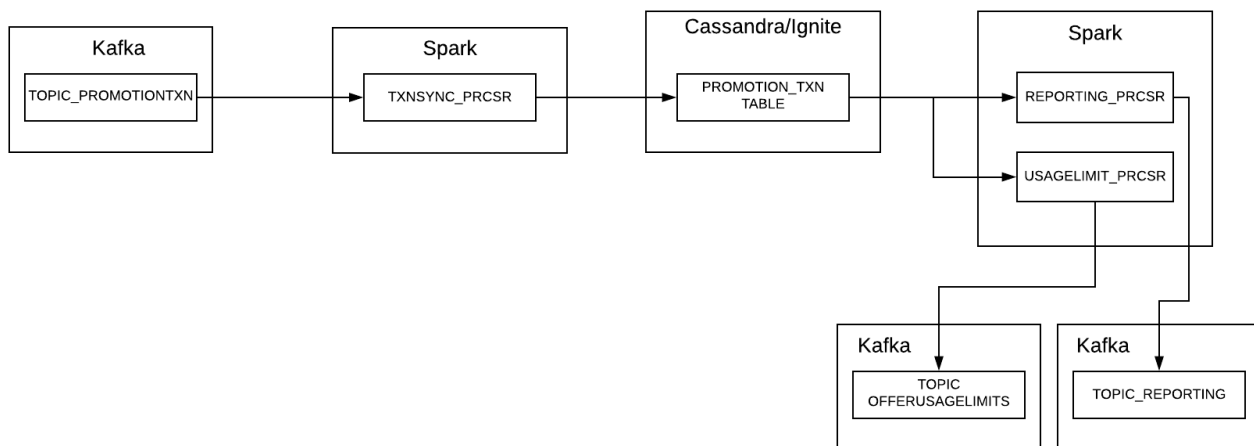 Kafka
TOPIC_PROMOTIONTXN
Spark
TXNSYNC_PRCSR
Cassandra/Ignite
PROMOTION_TXN
TABLE
Spark
REPORTING_PRCSR
USAGELIMIT_PRCSR
Kafka
TOPIC
OFFERUSAGELIMITS
Kafka
TOPIC_REPORTING